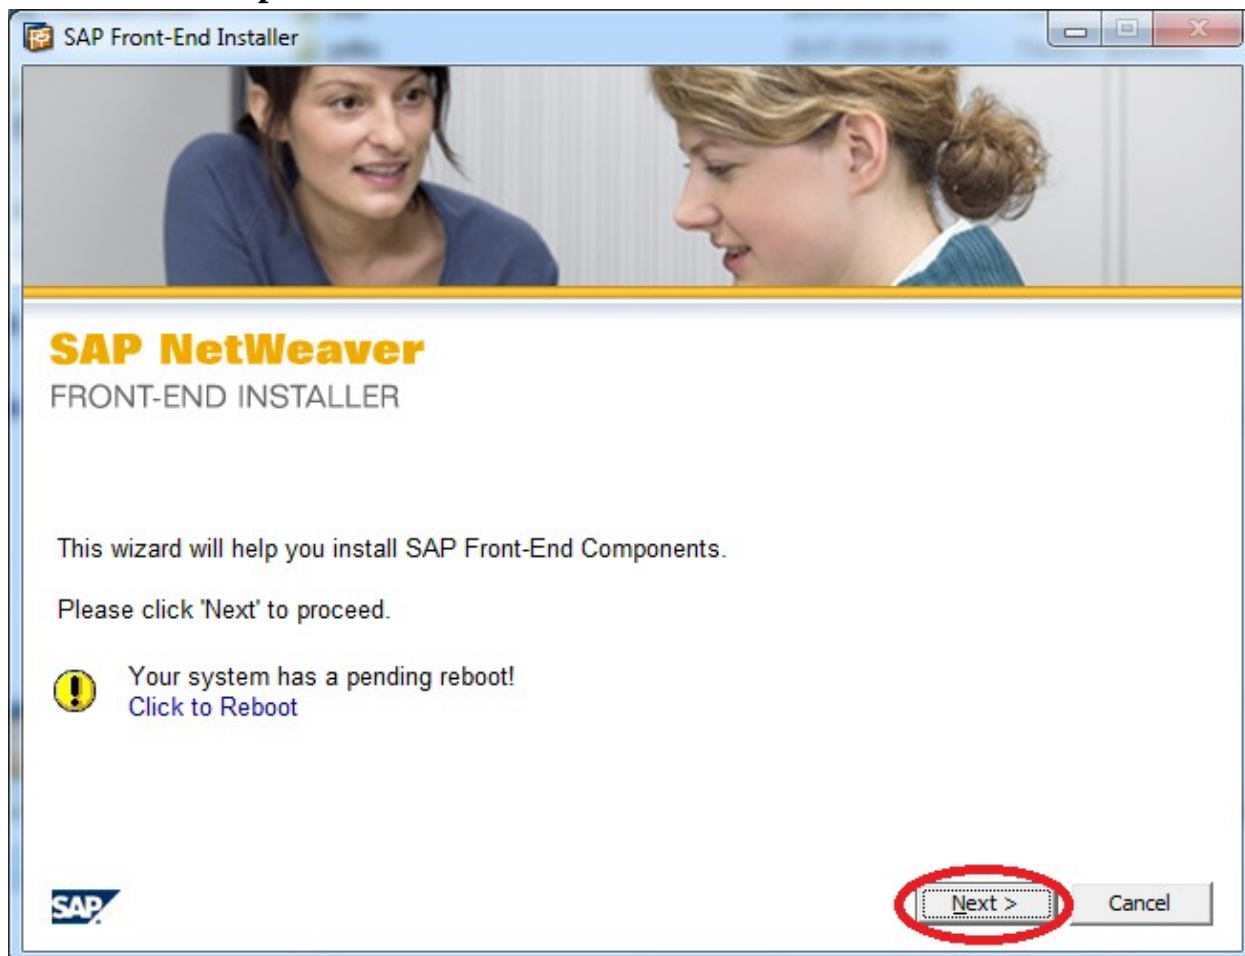 SAP Front-End Installer
SAP NetWeaver
FRONT-END INSTALLER
This wizard will help you install SAP Front-End Components.
Please click 'Next' to proceed.
Your system has a pending reboot!
Click to Reboot
SAP
Next >
Cancel